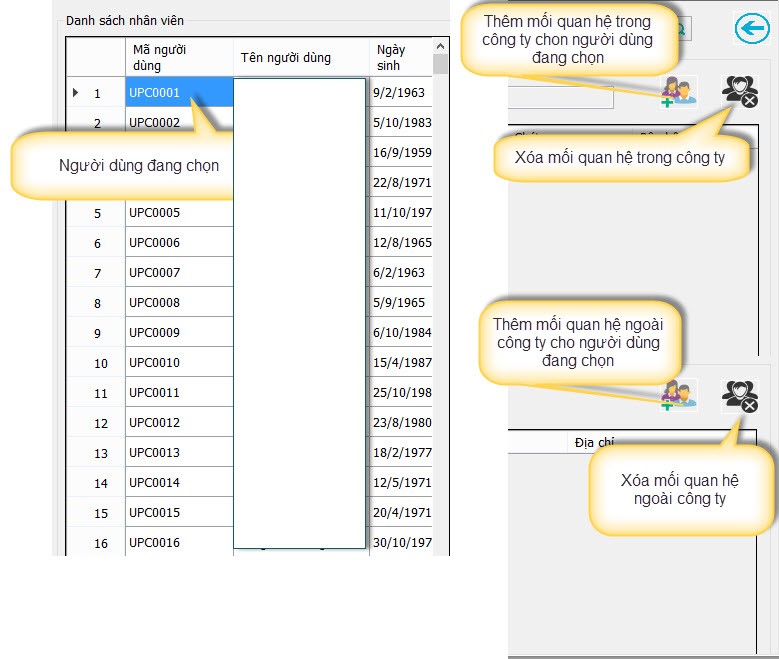 Danh sách nhân viên
Mã người dùng
Tên người dùng
Ngày sinh
1 UPC0001 9/2/1963
2 UPC0002 5/10/1983
16/9/1959
22/8/1971
5 UPC0005 11/10/197
6 UPC0006 12/8/1965
7 UPC0007 6/2/1963
8 UPC0008 5/9/1965
9 UPC0009 6/10/1984
10 UPC0010 15/4/1987
11 UPC0011 25/10/198
12 UPC0012 23/8/1980
13 UPC0013 18/2/1977
14 UPC0014 12/5/1971
15 UPC0015 20/4/1971
16 UPC0016 30/10/197
Người dùng đang chọn
Thêm mối quan hệ trong
công ty chon người dùng
đang chọn
Xóa mối quan hệ trong công ty
Thêm mối quan hệ ngoài
công ty cho người dùng
đang chọn
Địa chỉ
Xóa mối quan hệ
ngoài công ty